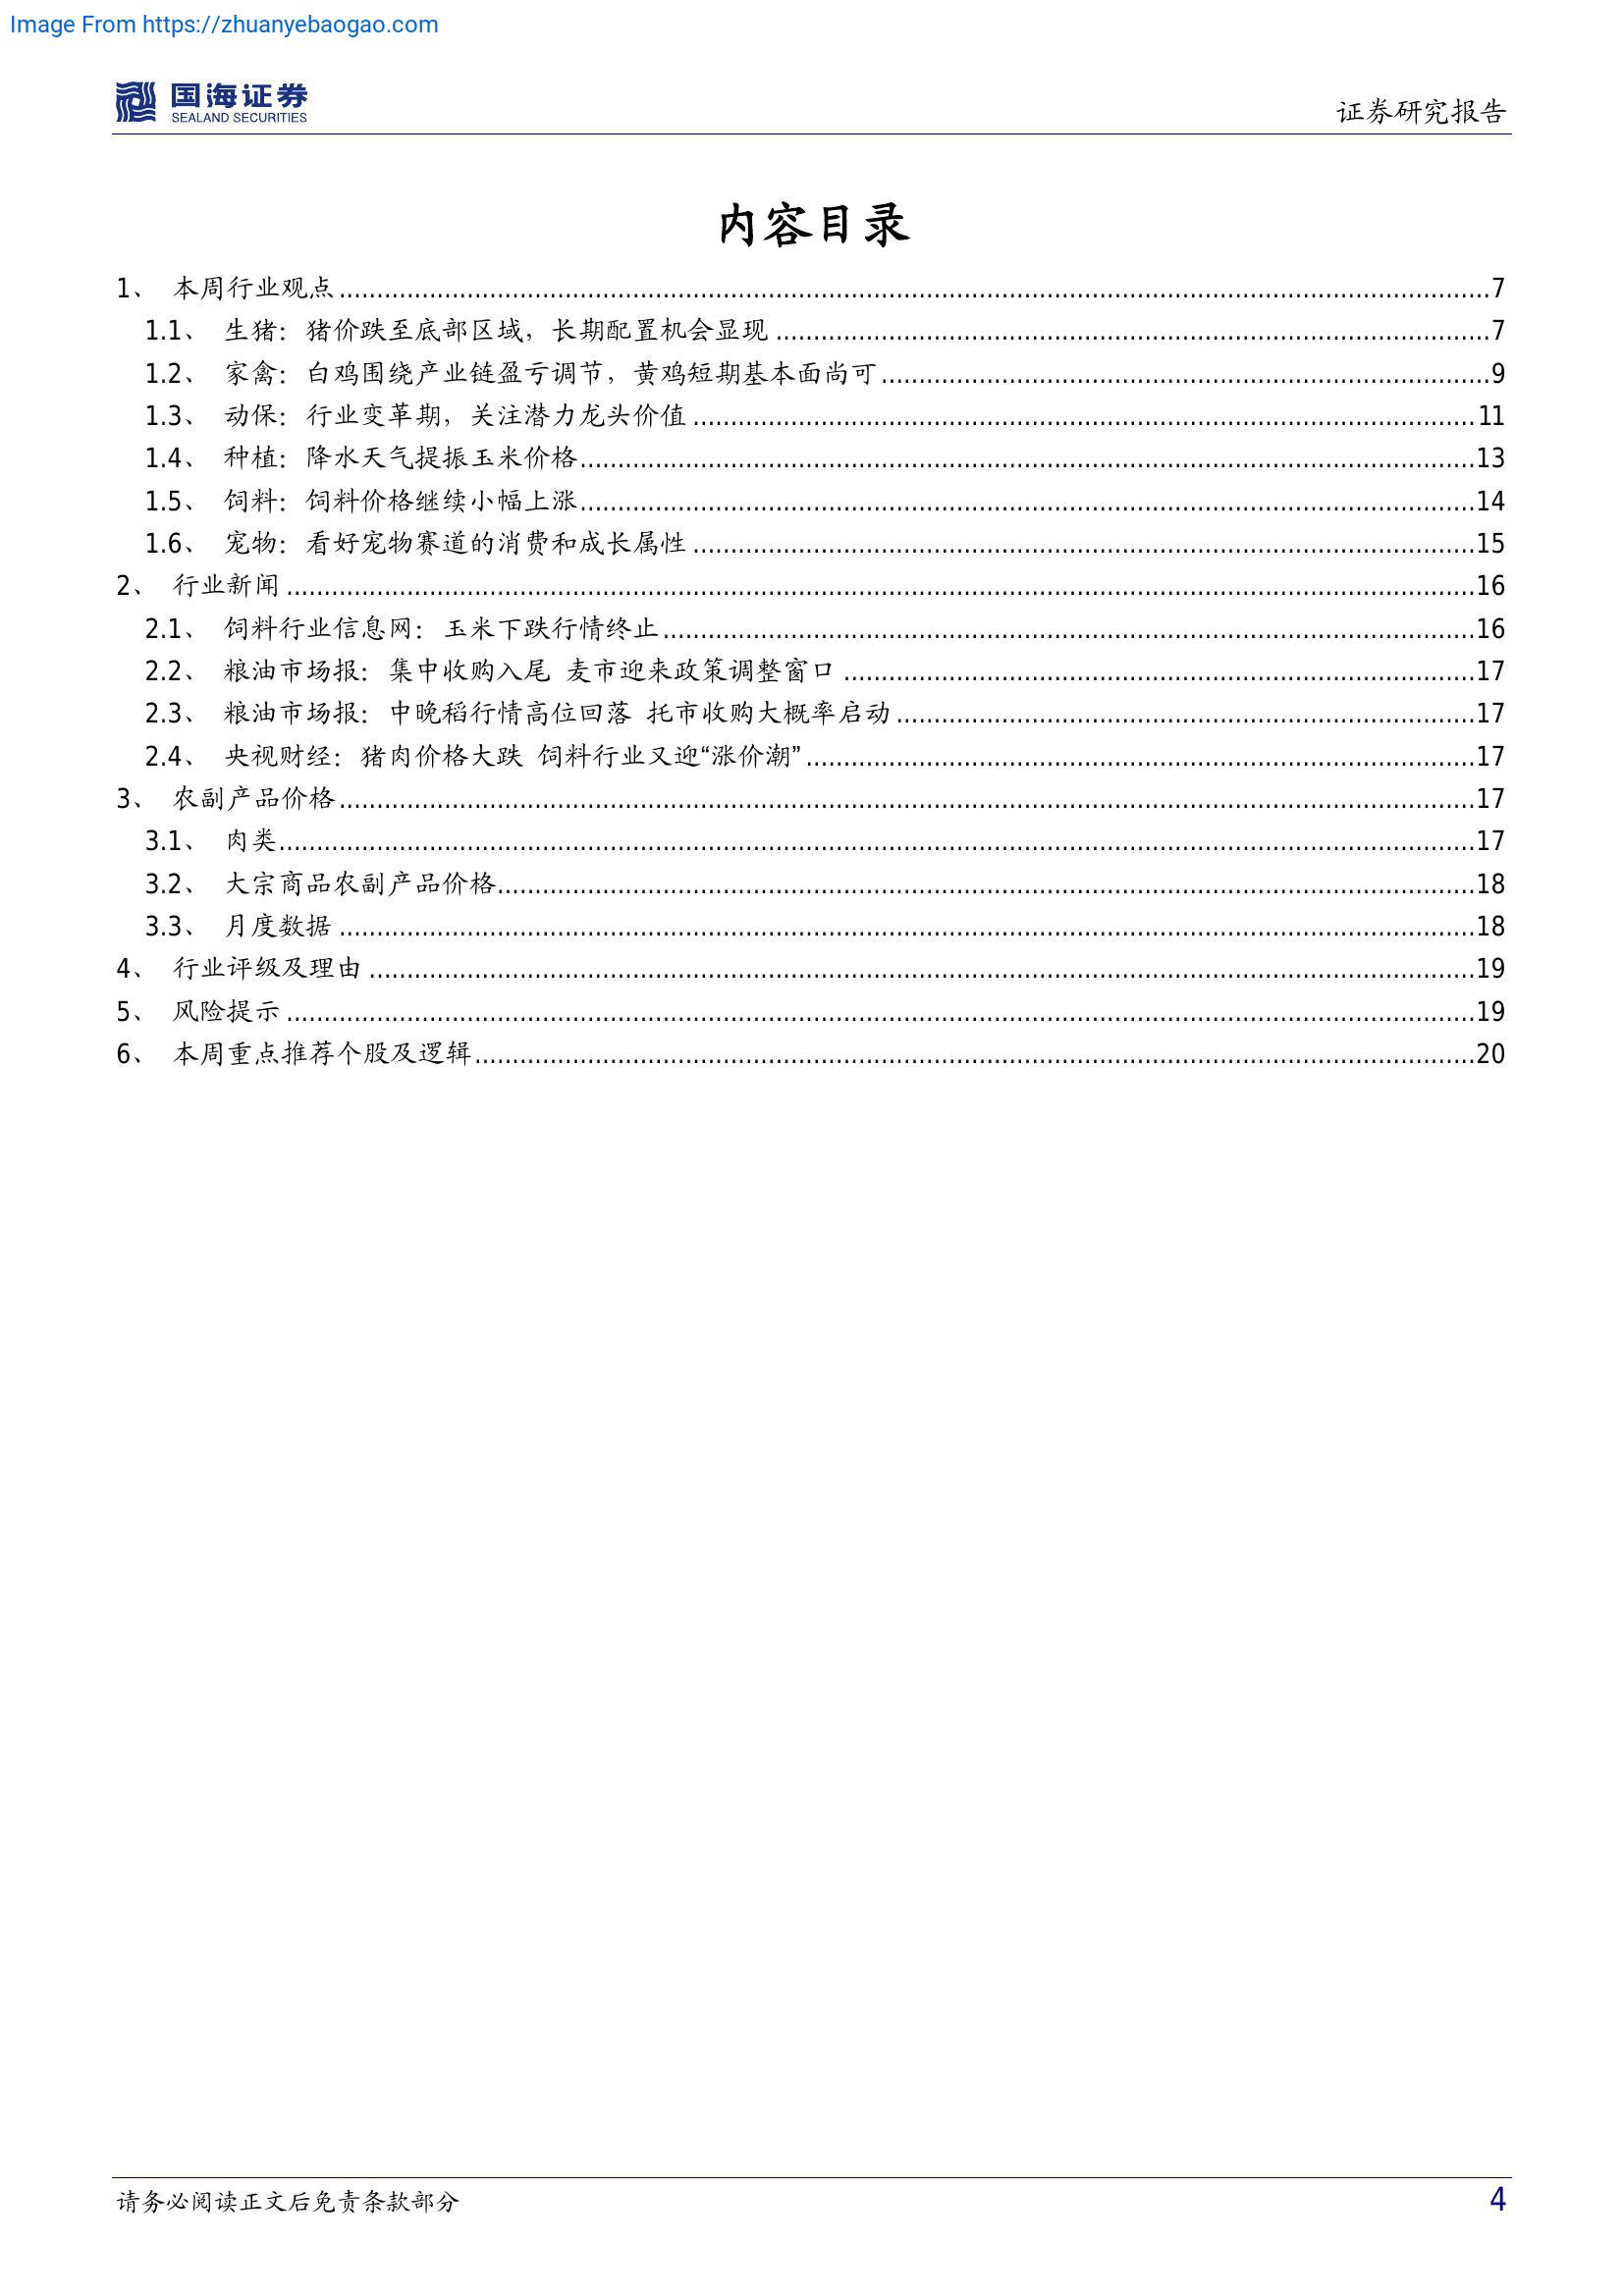 Image From https://zhuanyebaogao.com
国海证券
SEALAND SECURITIES
证券研究报告
内容目录
1、 本周行业观点 7
1.1、 生猪：猪价跌至底部区域，长期配置机会显现 7
1.2、 家禽：白鸡围绕产业链盈亏调节，黄鸡短期基本面尚可 9
1.3、 动保：行业变革期，关注潜力龙头价值 11
1.4、 种植：降水天气提振玉米价格 13
1.5、 饲料：饲料价格继续小幅上涨 14
1.6、 宠物：看好宠物赛道的消费和成长属性 15
2、 行业新闻 16
2.1、 饲料行业信息网：玉米下跌行情终止 16
2.2、 粮油市场报：集中收购入尾 麦市迎来政策调整窗口 17
2.3、 粮油市场报：中晚稻行情高位回落 托市收购大概率启动 17
2.4、 央视财经：猪肉价格大跌 饲料行业又迎“涨价潮” 17
3、 农副产品价格 17
3.1、 肉类 17
3.2、 大宗商品农副产品价格 18
3.3、 月度数据 18
4、 行业评级及理由 19
5、 风险提示 19
6、 本周重点推荐个股及逻辑 20
请务必阅读正文后免责条款部分
4